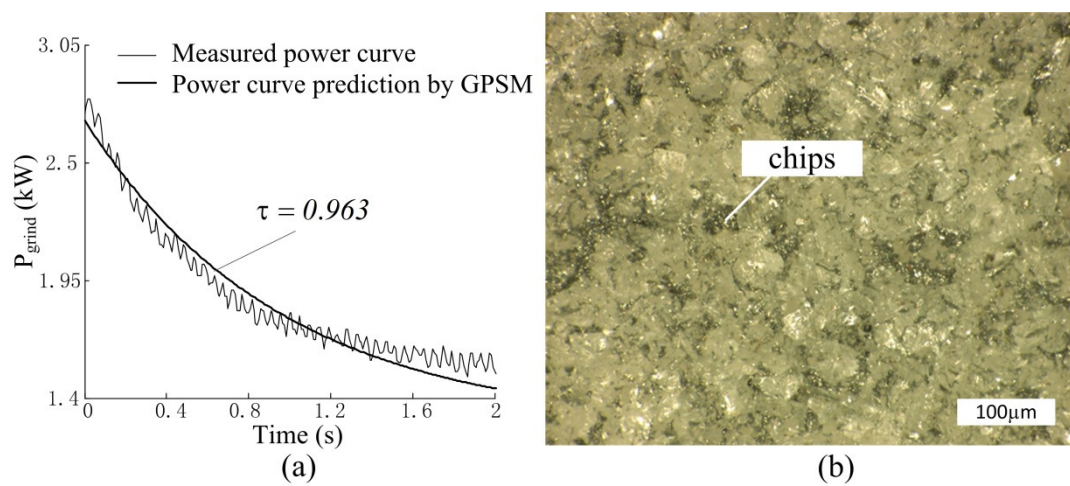 3.05
Measured power curve
Power curve prediction by GPSM
2.5
P_grind (kW)
τ = 0.963
1.95
1.4
0 0.4 0.8 1.2 1.6 2
Time (s)
(a)
chips
100μm
(b)